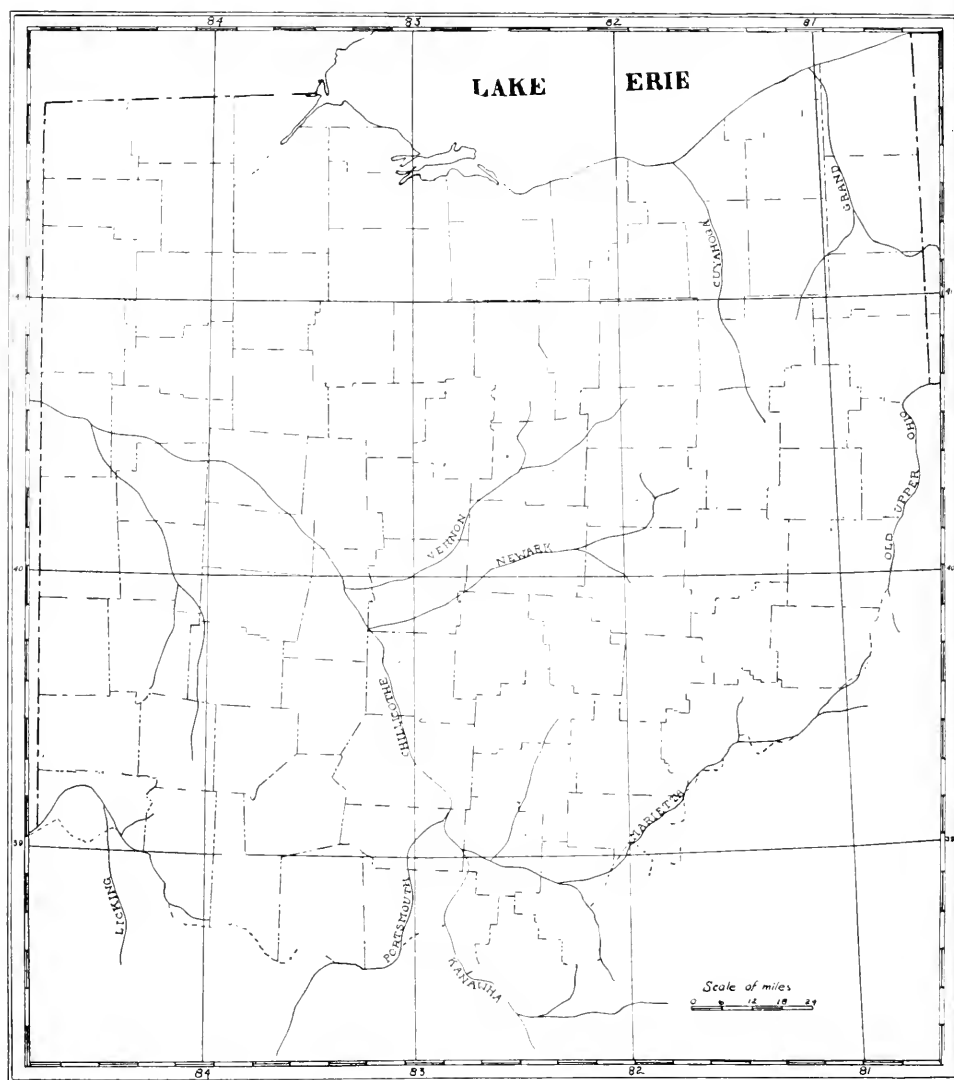 84 83 82 81
LAKE ERIE
GRAND
CUYAHOGA
41 41
OHIO
UPPER
OLD
VERNON
NEWARK
40 40
CHILLICOTHE
MARIETTA
39 39
LICKING
PORTSMOUTH
KANAWHA
Scale of miles
0 6 12 18 24
84 83 82 81